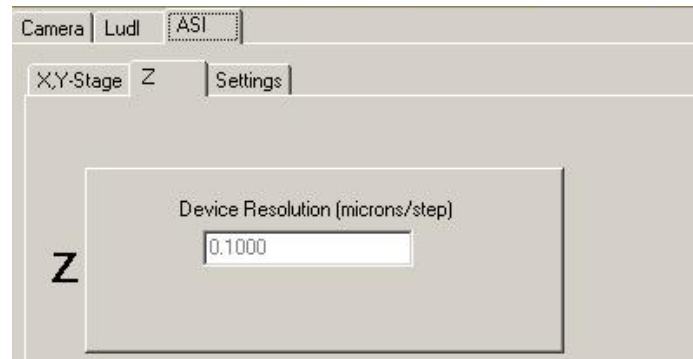 Camera Ludl ASI
X,Y-Stage Z Settings
Device Resolution (microns/step)
0.1000
Z